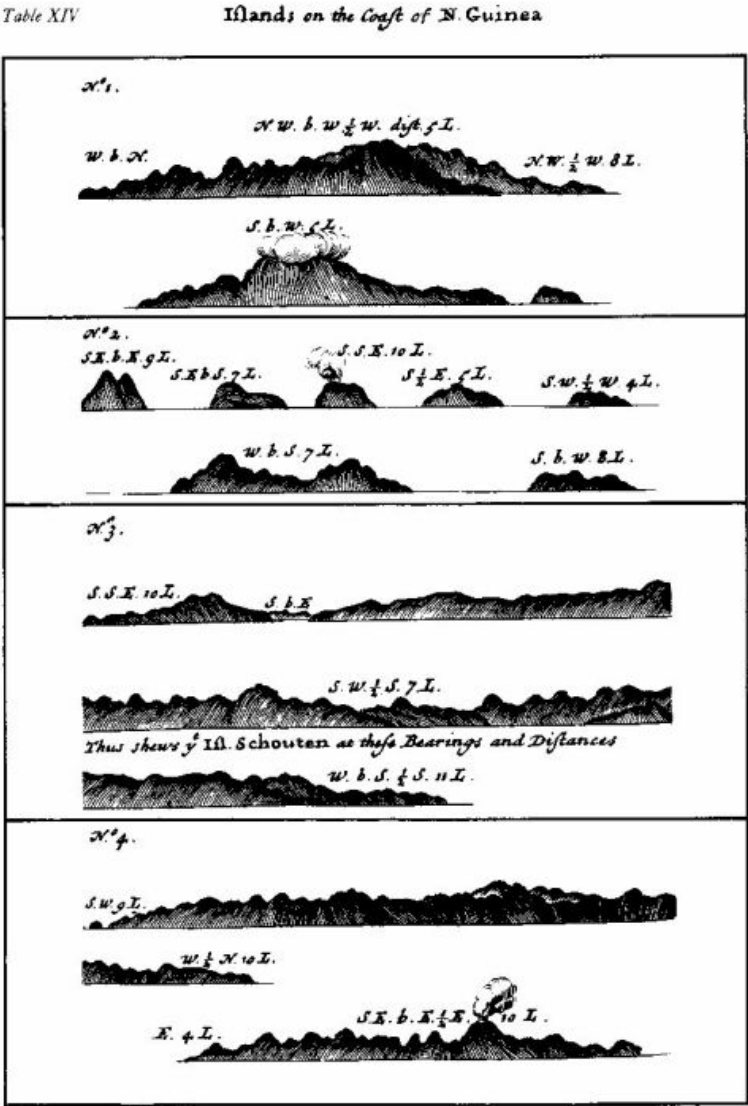 Table XIV
Iſlands on the Coaſt of N. Guinea
N.º 1.
N. W. b. W ½ W. diſt. 5 L.
W. b. N.
N. W. ½ W. 8 L.
S. b. W. 5 L.
N.º 2
S.E. b. E. 9 L.
S.E b S. 7 L.
S. S. E. 10 L.
S ½ E. 5 L.
S. W. ½ W. 4 L.
W. b. S. 7 L.
S. b. W. 8 L.
N.º 3.
S. S. E. 10 L.
S. b. E
S. W. ½ S. 7 L.
Thus shews yͤ Iſl. Schouten at theſe Bearings and Diſtances
W. b. S. ½ S. 11 L.
N.º 4.
S. W 9 L.
W. ½ N. 10 L.
S. E. b. E. ½ E. 10 L.
E. 4 L.